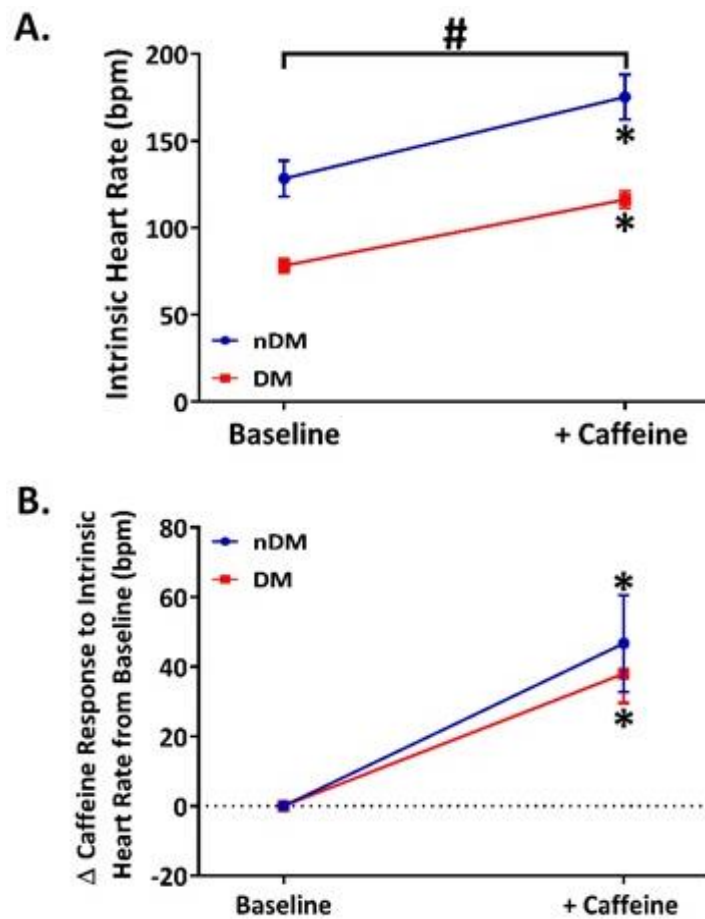 A.
#
Intrinsic Heart Rate (bpm)
200
150
100
50
0
*
*
nDM
DM
Baseline
+ Caffeine
B.
Δ Caffeine Response to Intrinsic
Heart Rate from Baseline (bpm)
80
60
40
20
0
-20
nDM
DM
*
*
Baseline
+ Caffeine